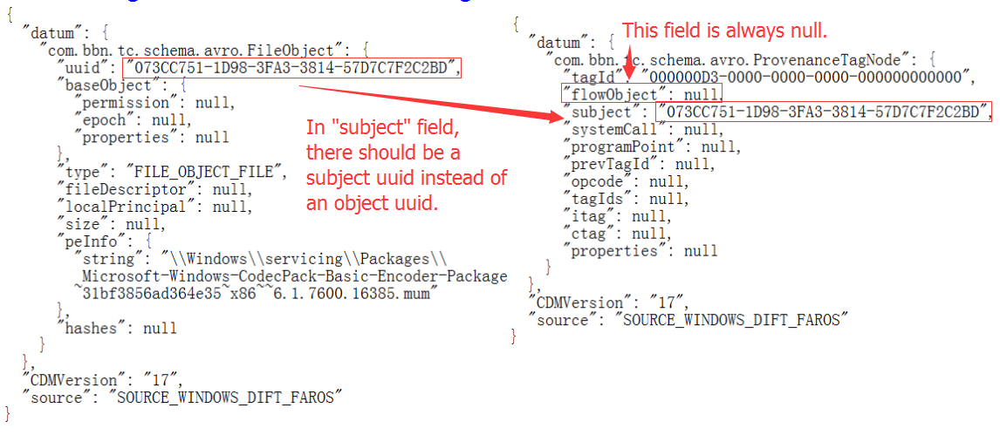 {
"datum": {
"com.bbn.tc.schema.avro.FileObject": {
"uuid": "073CC751-1D98-3FA3-3814-57D7C7F2C2BD",
"baseObject": {
"permission": null,
"epoch": null,
"properties": null
},
"type": "FILE_OBJECT_FILE",
"fileDescriptor": null,
"localPrincipal": null,
"size": null,
"peInfo": {
"string": "\\Windows\\servicing\\Packages\\
Microsoft-Windows-CodecPack-Basic-Encoder-Package
~31bf3856ad364e35~x86~~6.1.7600.16385.mum"
},
"hashes": null
}
},
"CDMVersion": "17",
"source": "SOURCE_WINDOWS_DIFT_FAROS"
}
In "subject" field,
there should be a
subject uuid instead of
an object uuid.
This field is always null.
{
"datum": {
"com.bbn.tc.schema.avro.ProvenanceTagNode": {
"tagId": "000000D3-0000-0000-0000-000000000000",
"flowObject": null,
"subject": "073CC751-1D98-3FA3-3814-57D7C7F2C2BD",
"systemCall": null,
"programPoint": null,
"prevTagId": null,
"opcode": null,
"tagIds": null,
"itag": null,
"ctag": null,
"properties": null
}
},
"CDMVersion": "17",
"source": "SOURCE_WINDOWS_DIFT_FAROS"
}